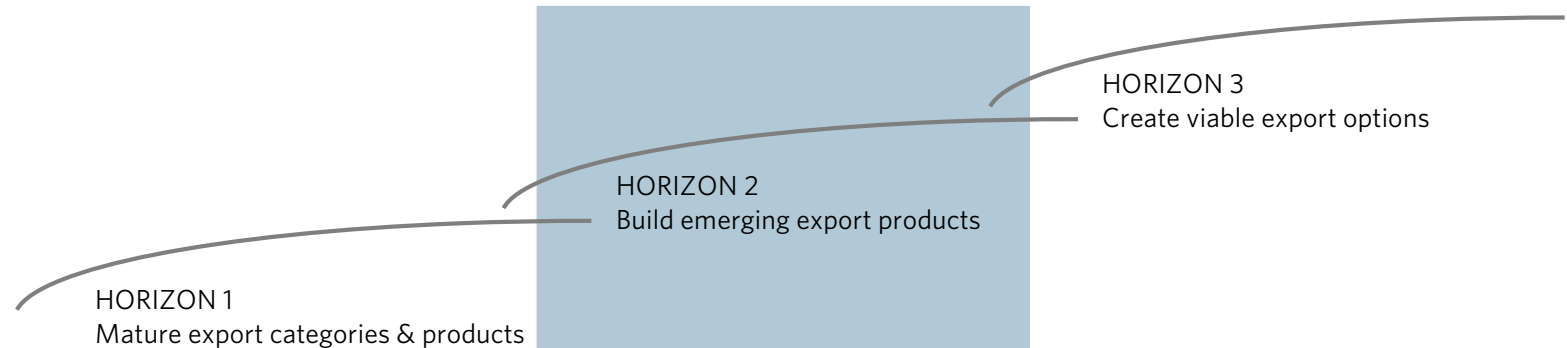 HORIZON 1
Mature export categories & products
HORIZON 2
Build emerging export products
HORIZON 3
Create viable export options